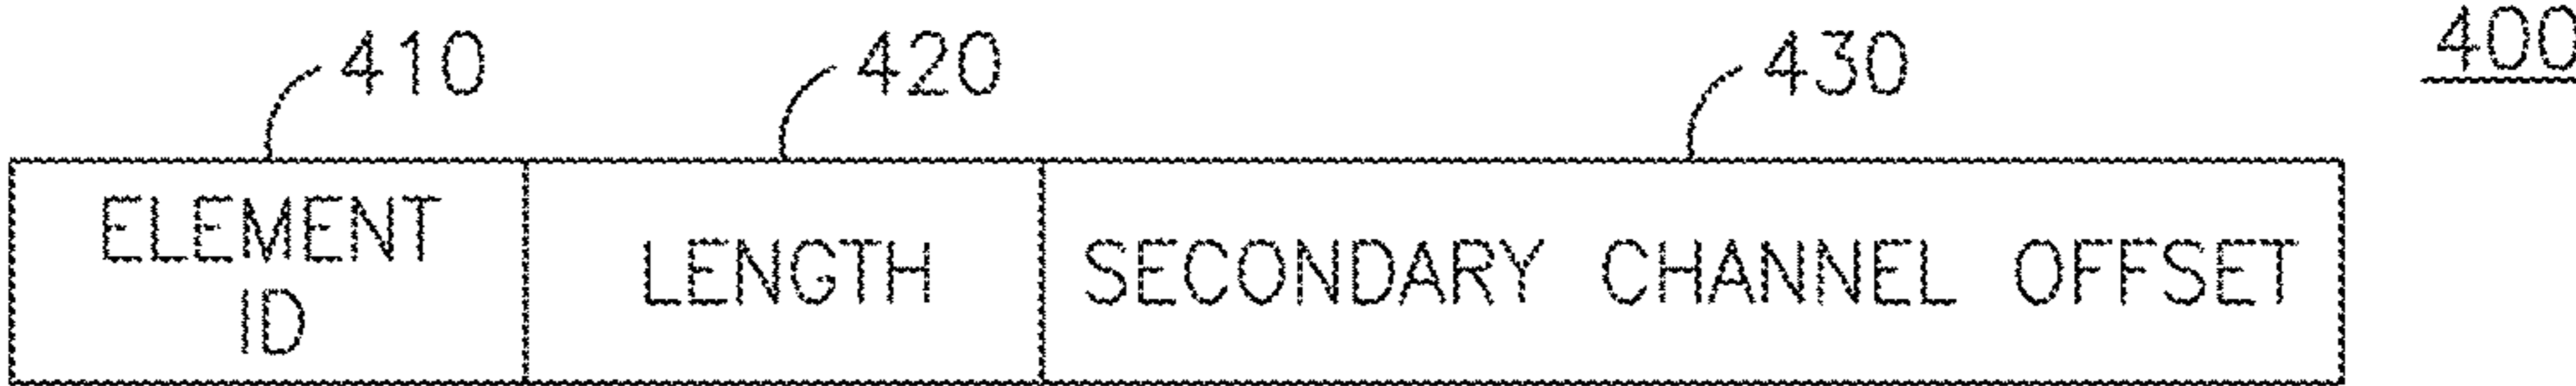 410 420 430 400
ELEMENT ID
LENGTH
SECONDARY CHANNEL OFFSET